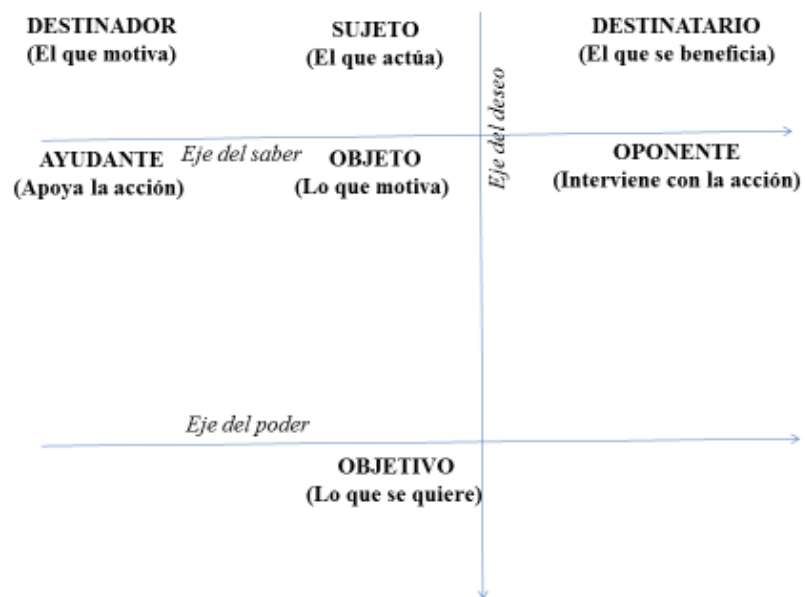 DESTINADOR
(El que motiva)
SUJETO
(El que actúa)
DESTINATARIO
(El que se beneficia)
Eje del deseo
AYUDANTE
(Apoya la acción)
Eje del saber
OBJETO
(Lo que motiva)
OPONENTE
(Interviene con la acción)
Eje del poder
OBJETIVO
(Lo que se quiere)